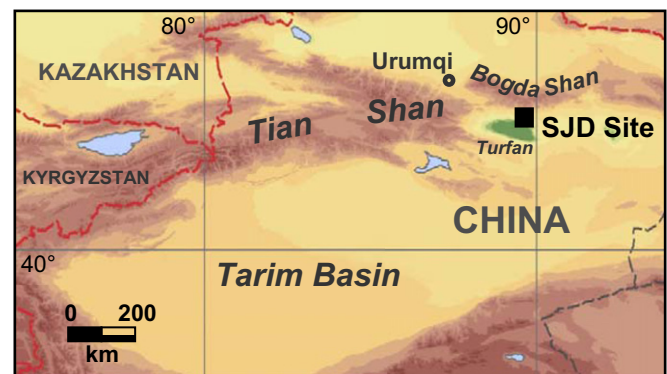 80°
90°
KAZAKHSTAN
Urumqi
Bogda Shan
Tian Shan
SJD Site
Turfan
KYRGYZSTAN
CHINA
40°
Tarim Basin
0 200
km